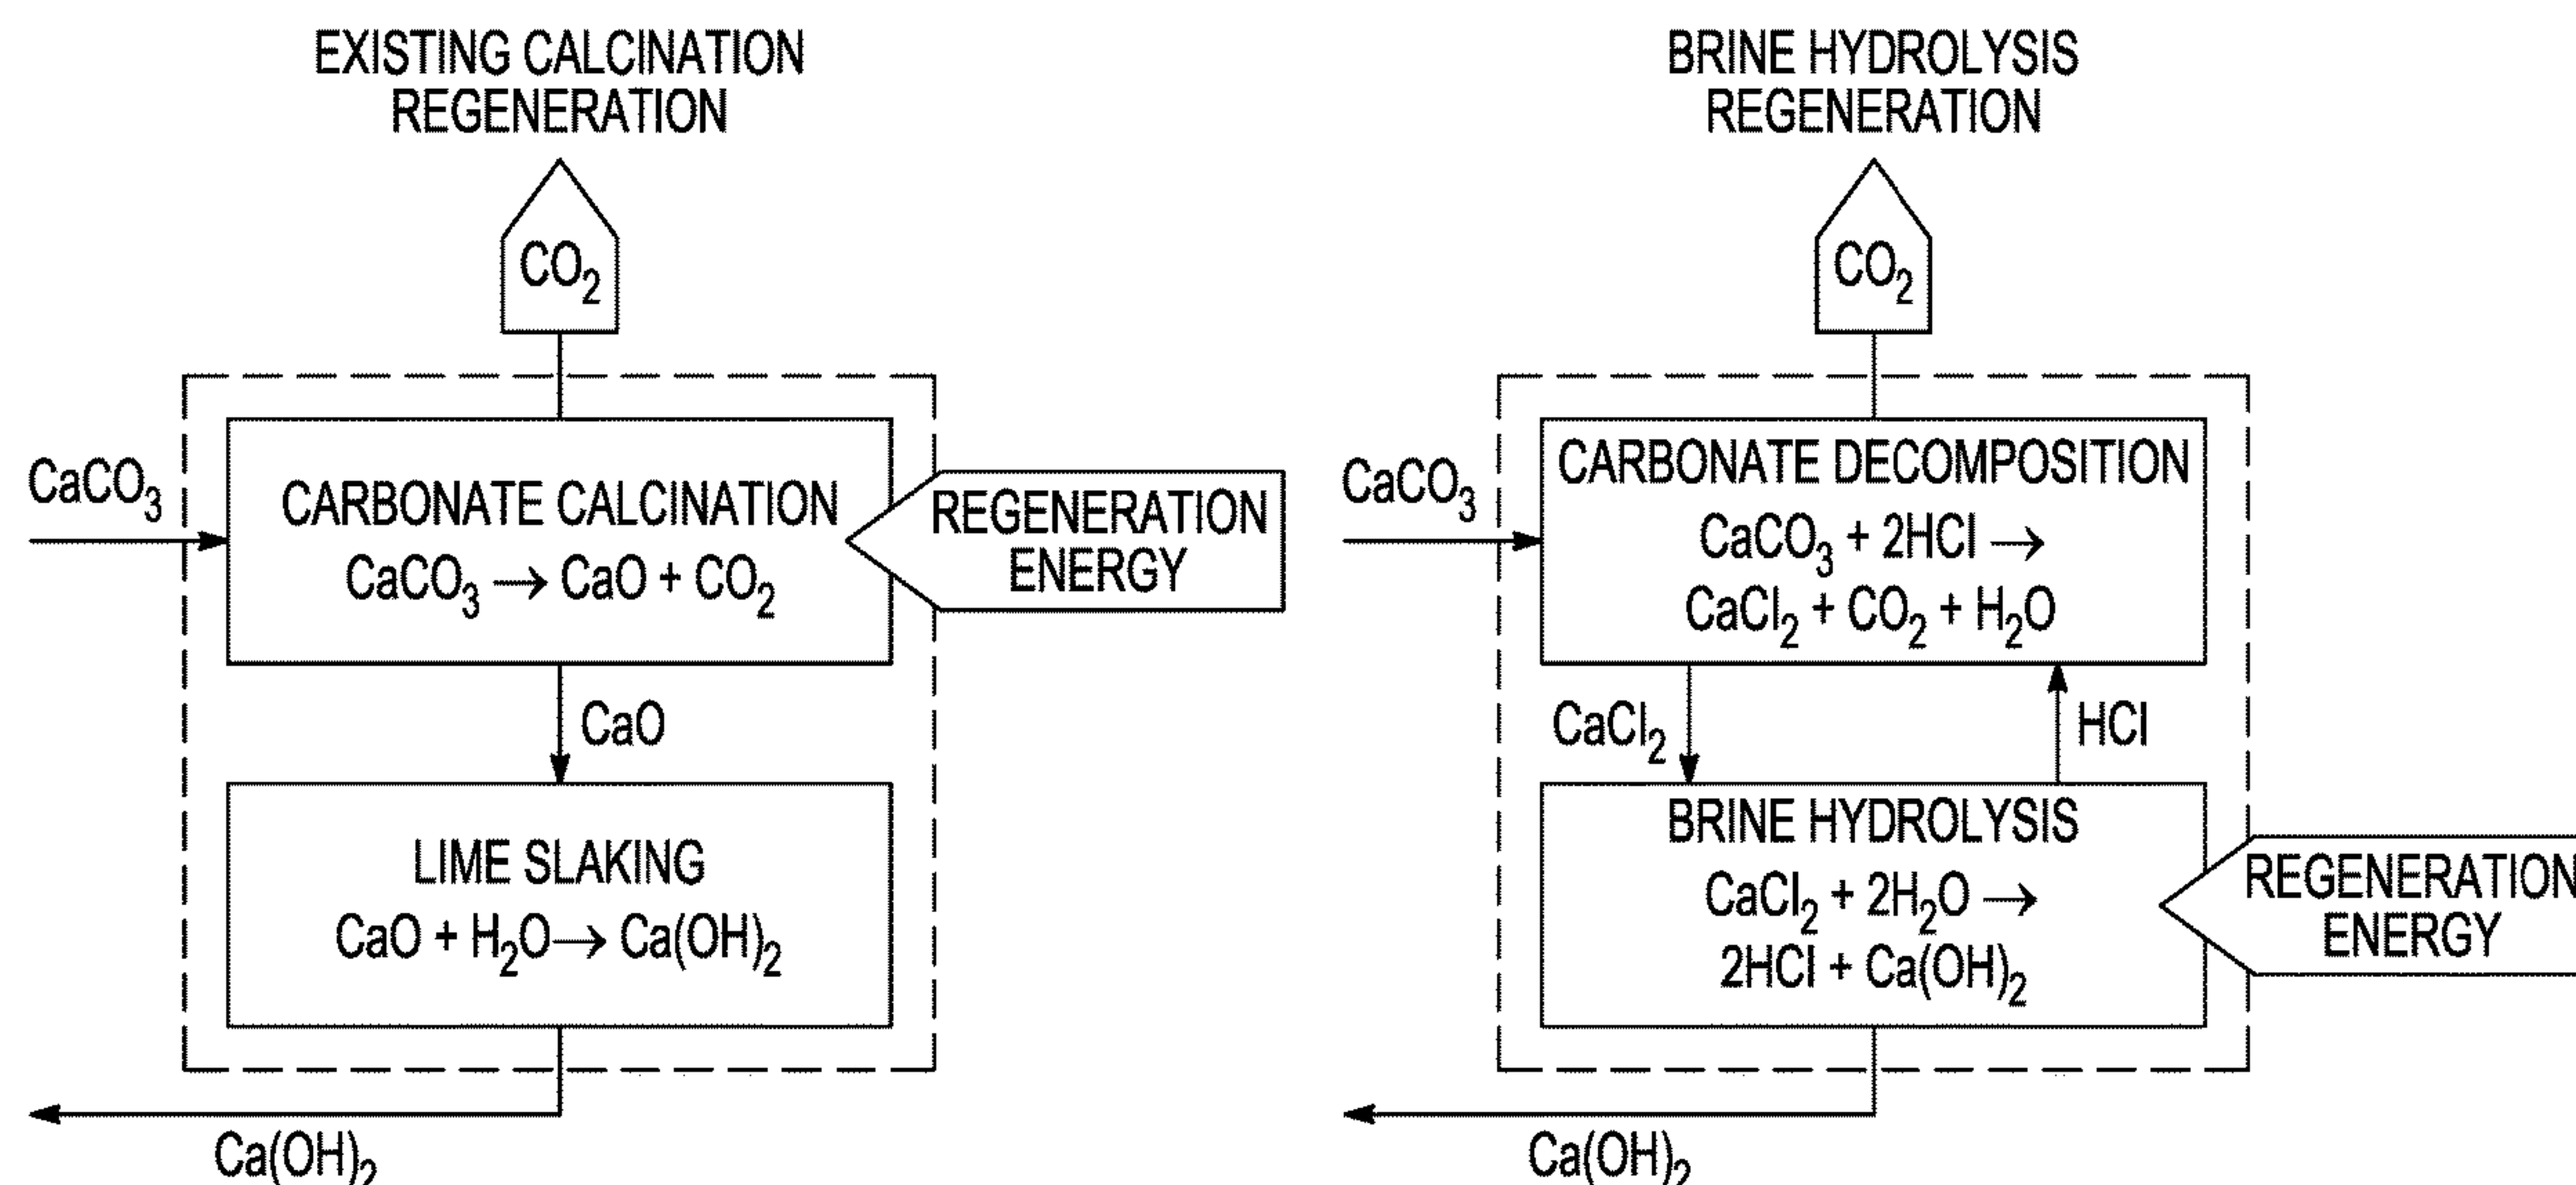 EXISTING CALCINATION
REGENERATION
CO₂
CaCO₃
CARBONATE CALCINATION
CaCO₃ → CaO + CO₂
REGENERATION
ENERGY
CaO
LIME SLAKING
CaO + H₂O → Ca(OH)₂
Ca(OH)₂
BRINE HYDROLYSIS
REGENERATION
CO₂
CaCO₃
CARBONATE DECOMPOSITION
CaCO₃ + 2HCl →
CaCl₂ + CO₂ + H₂O
CaCl₂
HCl
BRINE HYDROLYSIS
CaCl₂ + 2H₂O →
2HCl + Ca(OH)₂
REGENERATION
ENERGY
Ca(OH)₂